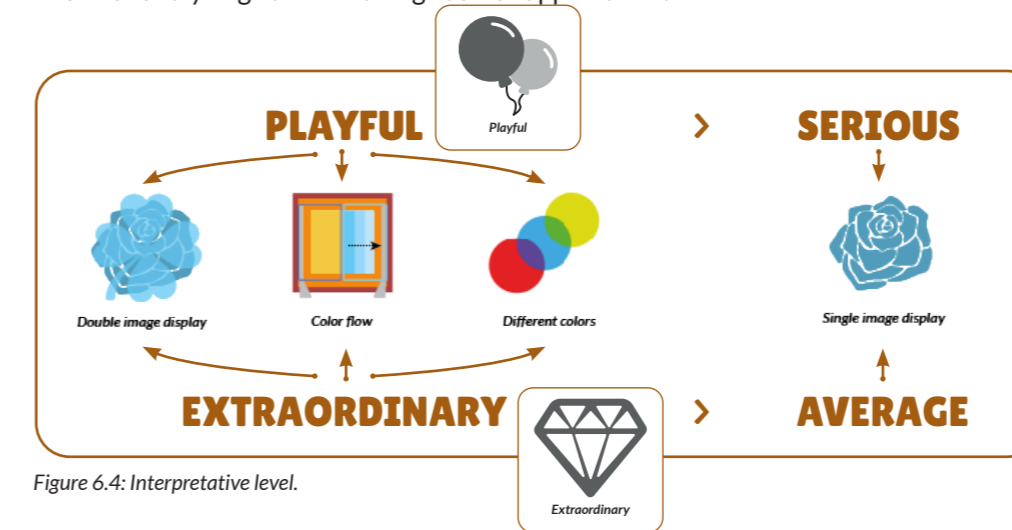 PLAYFUL
Playful
> SERIOUS
Double image display
Color flow
Different colors
Single image display
EXTRAORDINARY
> AVERAGE
Extraordinary
Figure 6.4: Interpretative level.